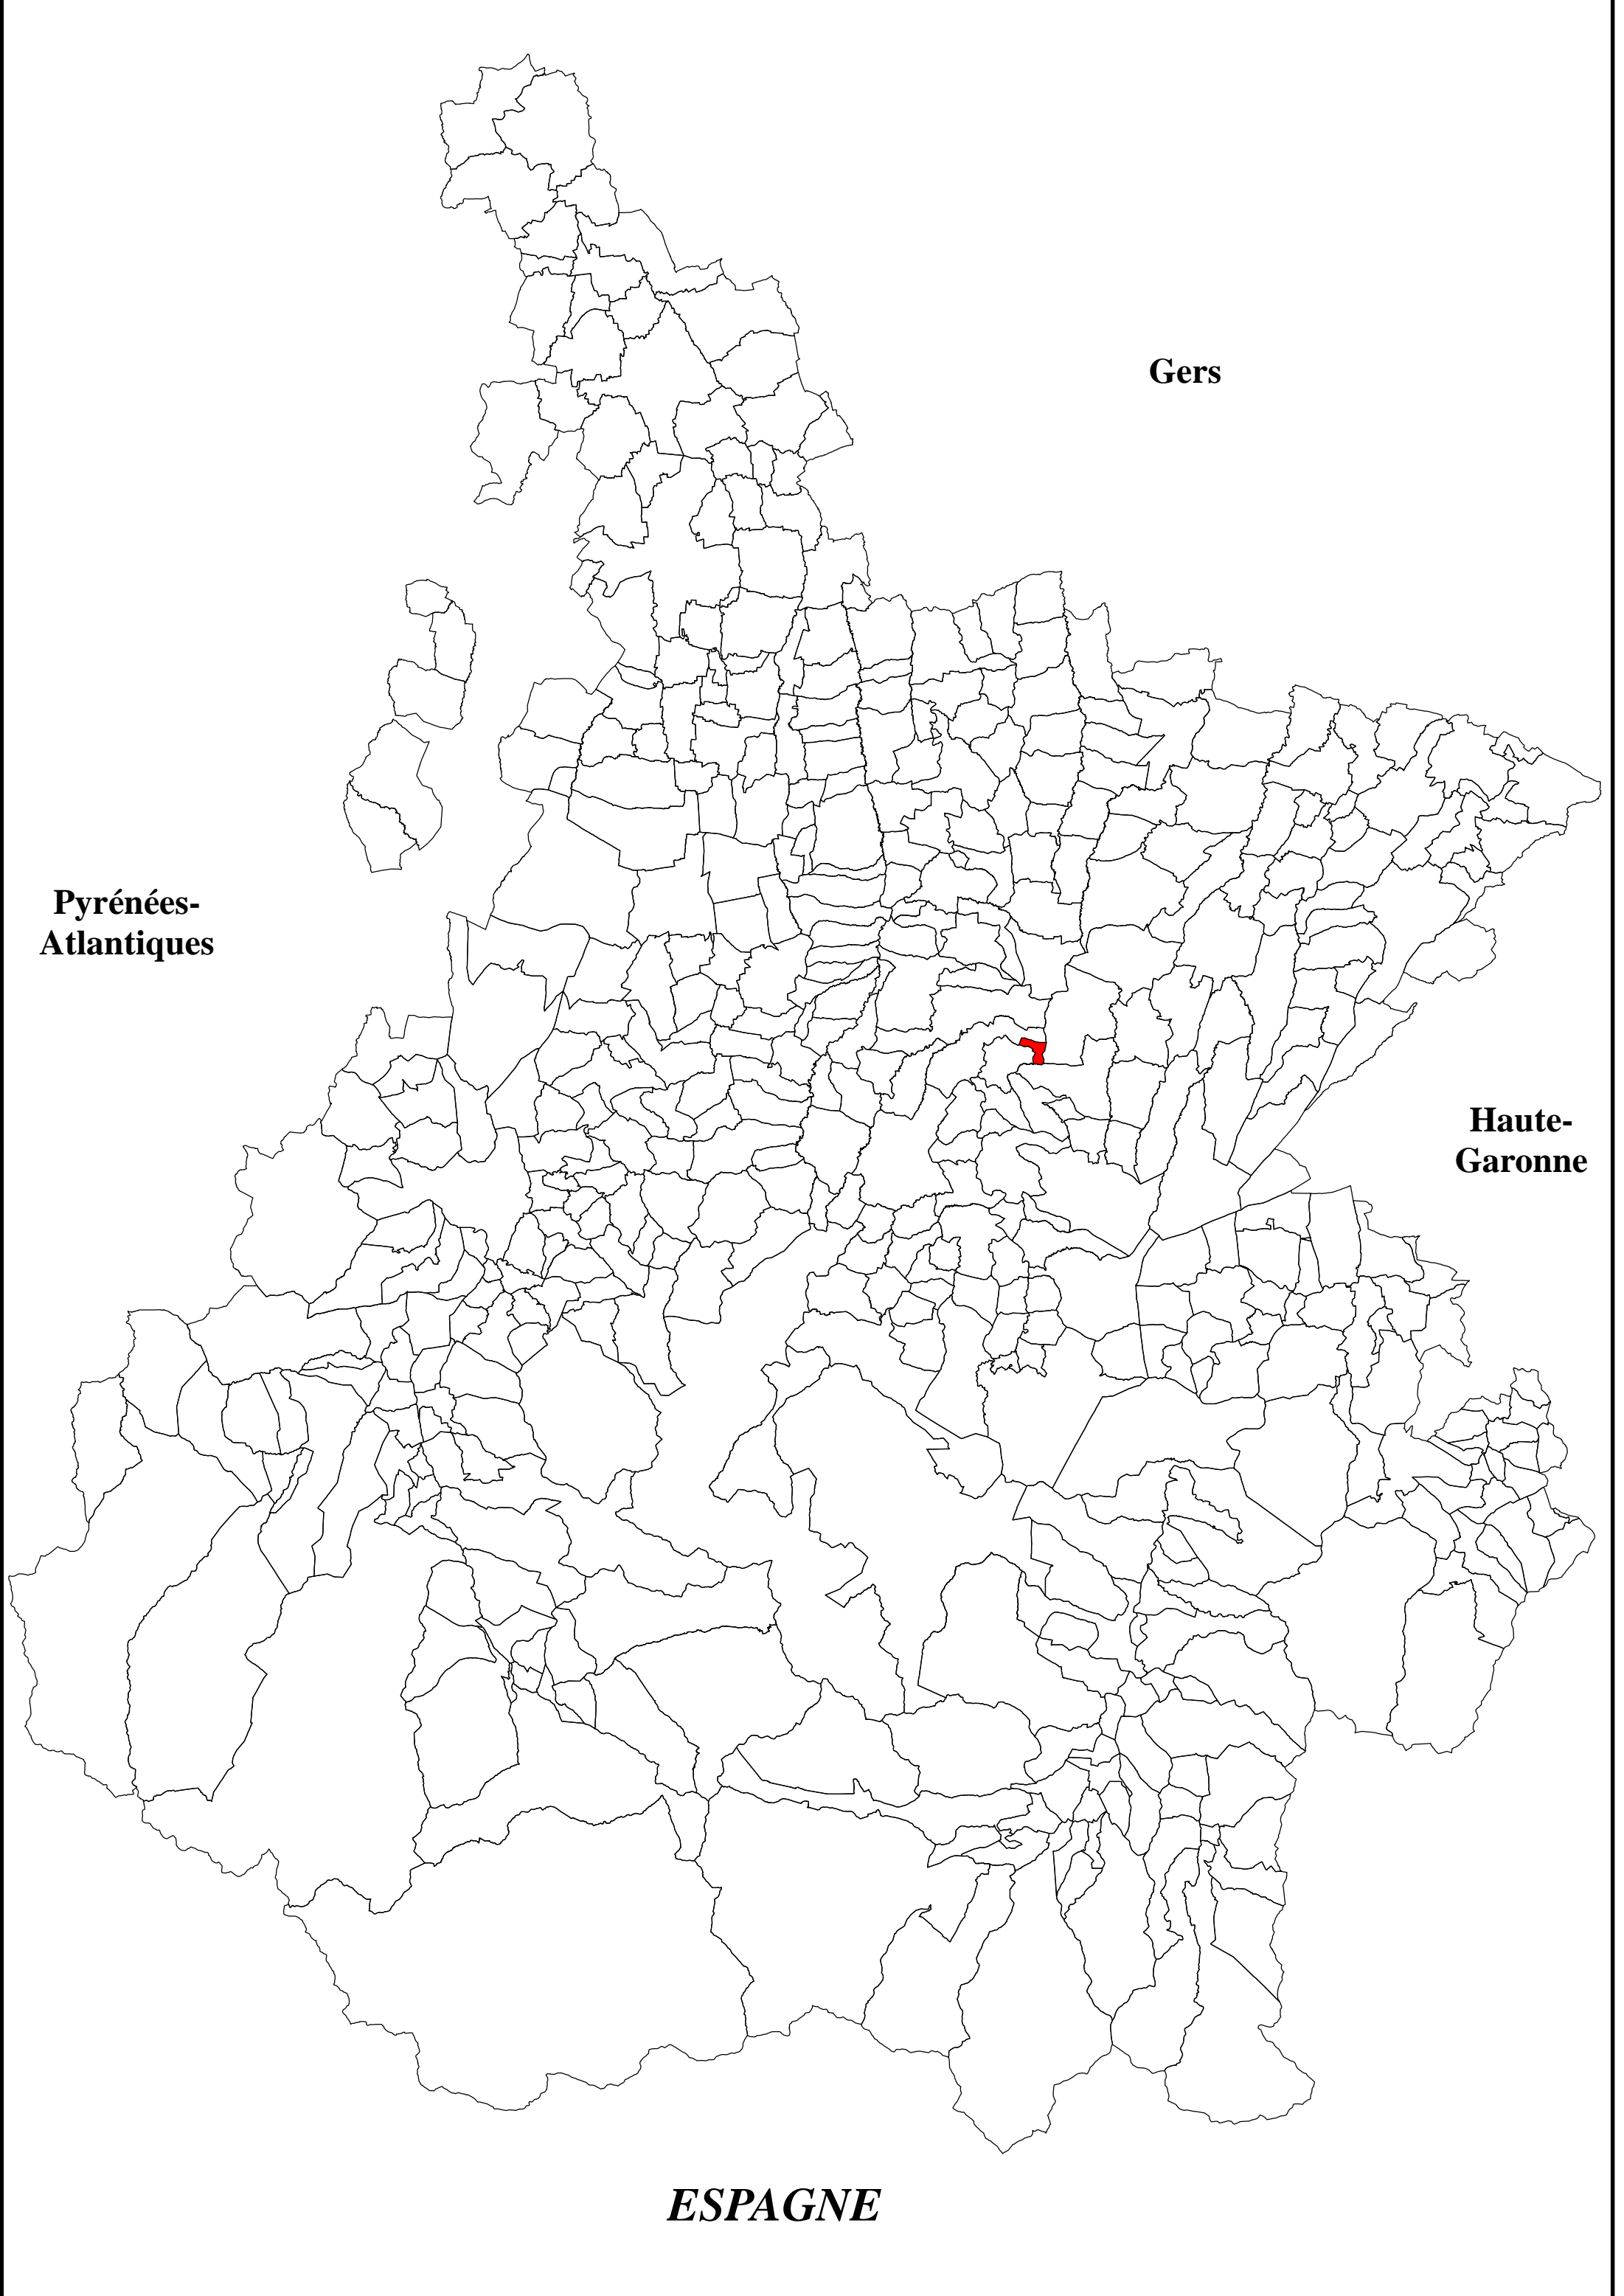 Gers
Pyrénées-
Atlantiques
Haute-
Garonne
ESPAGNE